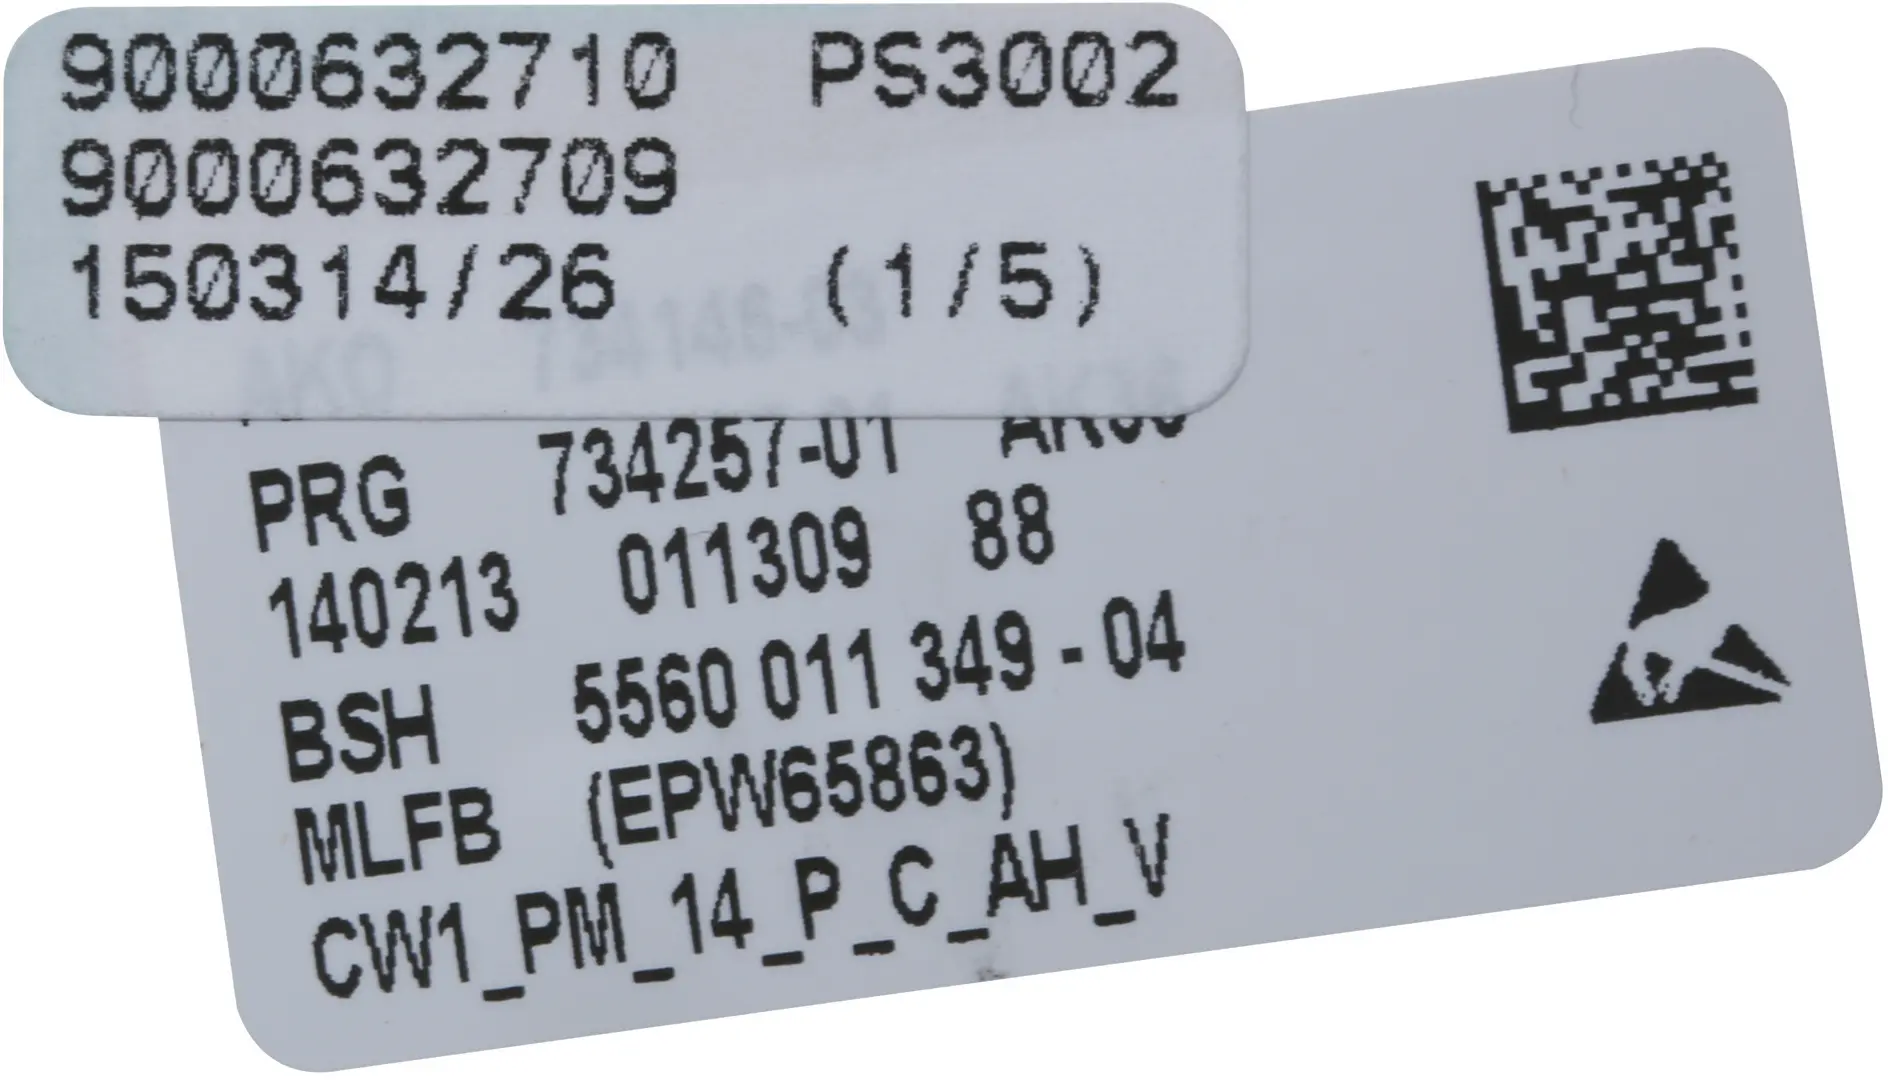 9000632710 PS3002
9000632709
150314/26 (1/5)
AKO
PRG 734257-01
140213 011309 88
BSH 5560 011 349 - 04
MLFB (EPW65863)
CW1_PM_14_P_C_AH_V